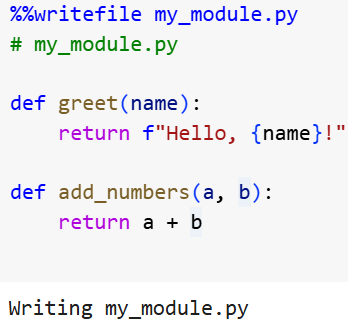 %%writefile my_module.py
# my_module.py
def greet(name):
    return f"Hello, {name}!"
def add_numbers(a, b):
    return a + b
Writing my_module.py